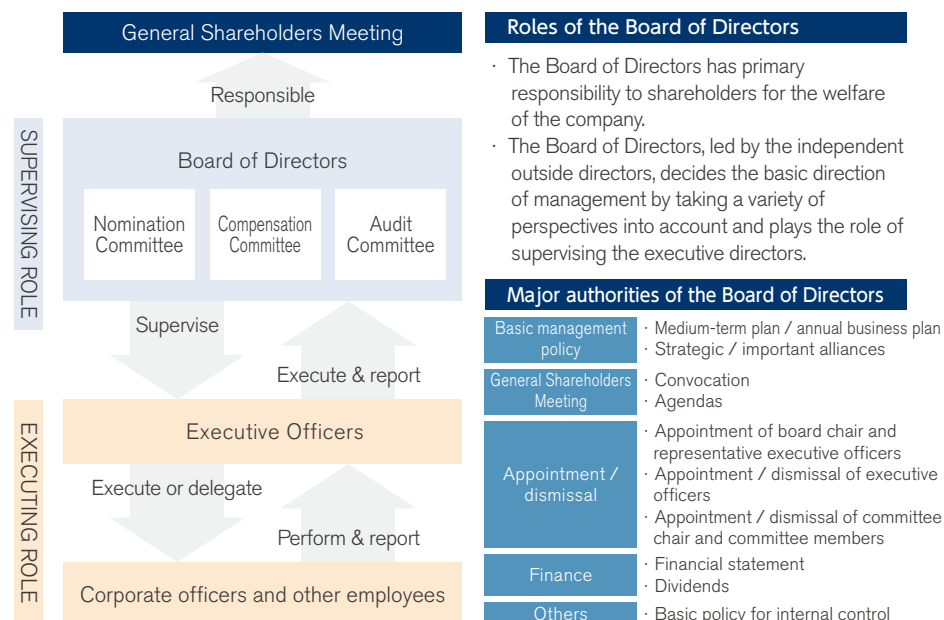 General Shareholders Meeting
Responsible
SUPERVISING ROLE
Board of Directors
Nomination
Committee
Compensation
Committee
Audit
Committee
Supervise
Execute & report
EXECUTING ROLE
Executive Officers
Execute or delegate
Perform & report
Corporate officers and other employees
Roles of the Board of Directors
· The Board of Directors has primary
responsibility to shareholders for the welfare
of the company.
· The Board of Directors, led by the independent
outside directors, decides the basic direction
of management by taking a variety of
perspectives into account and plays the role of
supervising the executive directors.
Major authorities of the Board of Directors
Basic management
policy
· Medium-term plan / annual business plan
· Strategic / important alliances
General Shareholders
Meeting
· Convocation
· Agendas
Appointment /
dismissal
· Appointment of board chair and
representative executive officers
· Appointment / dismissal of executive
officers
· Appointment / dismissal of committee
chair and committee members
Finance
· Financial statement
· Dividends
Others
· Basic policy for internal control